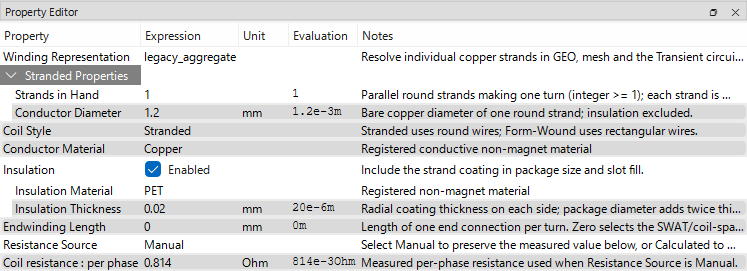 Property Editor
Property Expression Unit Evaluation Notes
Winding Representation legacy_aggregate Resolve individual copper strands in GEO, mesh and the Transient circui...
Stranded Properties
Strands in Hand 1 1 Parallel round strands making one turn (integer >= 1); each strand is ...
Conductor Diameter 1.2 mm 1.2e-3m Bare copper diameter of one round strand; insulation excluded.
Coil Style Stranded Stranded uses round wires; Form-Wound uses rectangular wires.
Conductor Material Copper Registered conductive non-magnet material
Insulation Enabled Include the strand coating in package size and slot fill.
Insulation Material PET Registered non-magnet material
Insulation Thickness 0.02 mm 20e-6m Radial coating thickness on each side; package diameter adds twice thi...
Endwinding Length 0 mm 0m Length of one end connection per turn. Zero selects the SWAT/coil-spa...
Resistance Source Manual Select Manual to preserve the measured value below, or Calculated to ...
Coil resistance : per phase 0.814 Ohm 814e-3Ohm Measured per-phase resistance used when Resistance Source is Manual.